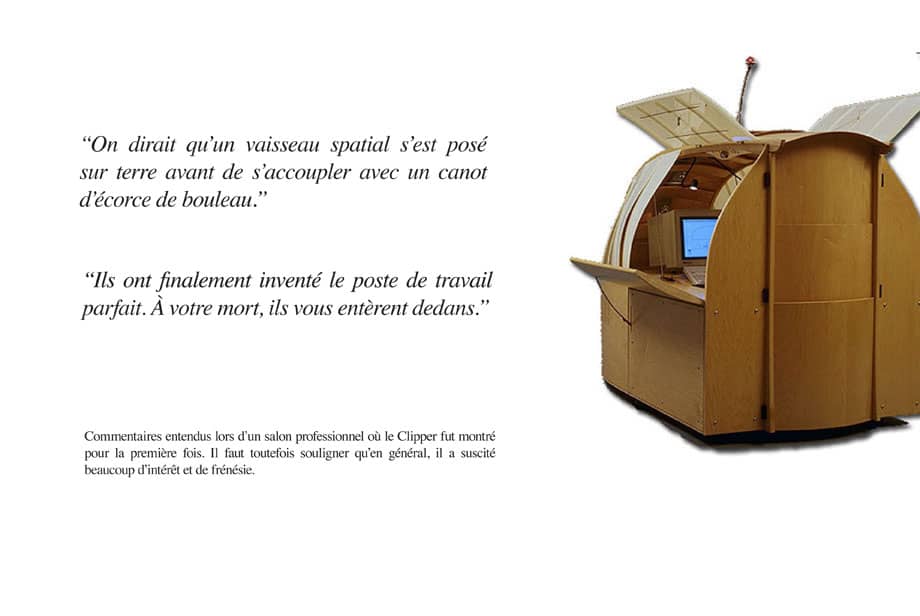 “On dirait qu’un vaisseau spatial s’est posé
sur terre avant de s’accoupler avec un canot
d’écorce de bouleau.”
“Ils ont finalement inventé le poste de travail
parfait. À votre mort, ils vous entèrent dedans.”
Commentaires entendus lors d’un salon professionnel où le Clipper fut montré
pour la première fois. Il faut toutefois souligner qu’en général, il a suscité
beaucoup d’intérêt et de frénésie.